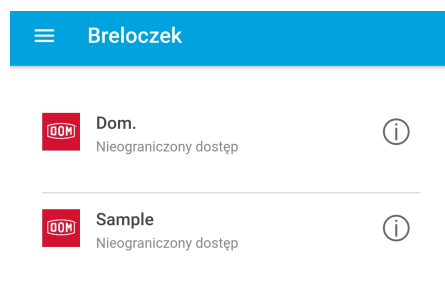 Breloczek
DOM
Dom.
Nieograniczony dostęp
DOM
Sample
Nieograniczony dostęp